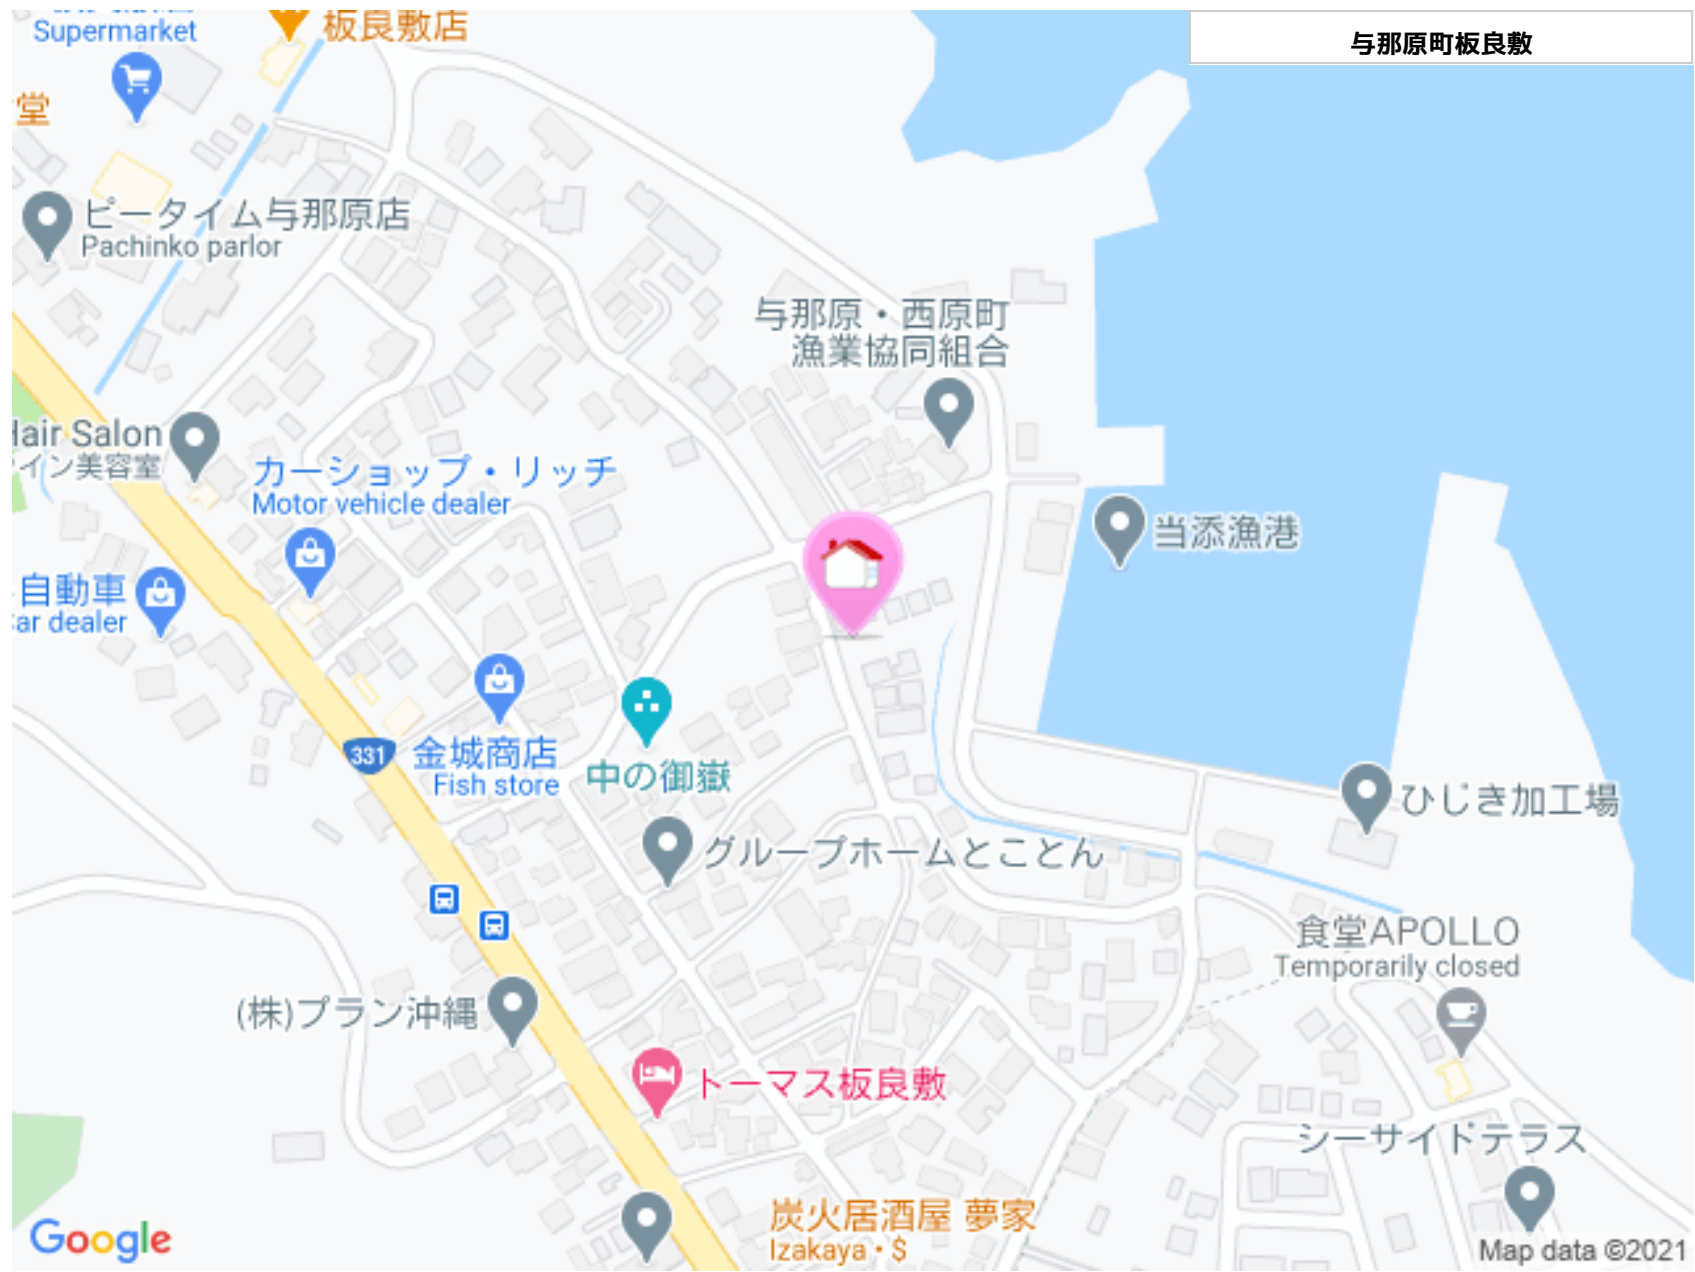 Supermarket
板良敷店
与那原町板良敷
堂
ピータイム与那原店
Pachinko parlor
与那原・西原町
漁業協同組合
Hair Salon
イン美容室
カーショップ・リッチ
Motor vehicle dealer
当添漁港
自動車
Car dealer
331
金城商店
Fish store
中の御嶽
ひじき加工場
グループホームとことん
食堂APOLLO
Temporarily closed
(株)プラン沖縄
トーマス板良敷
シーサイドテラス
炭火居酒屋 夢家
Izakaya・$
Google
Map data ©2021